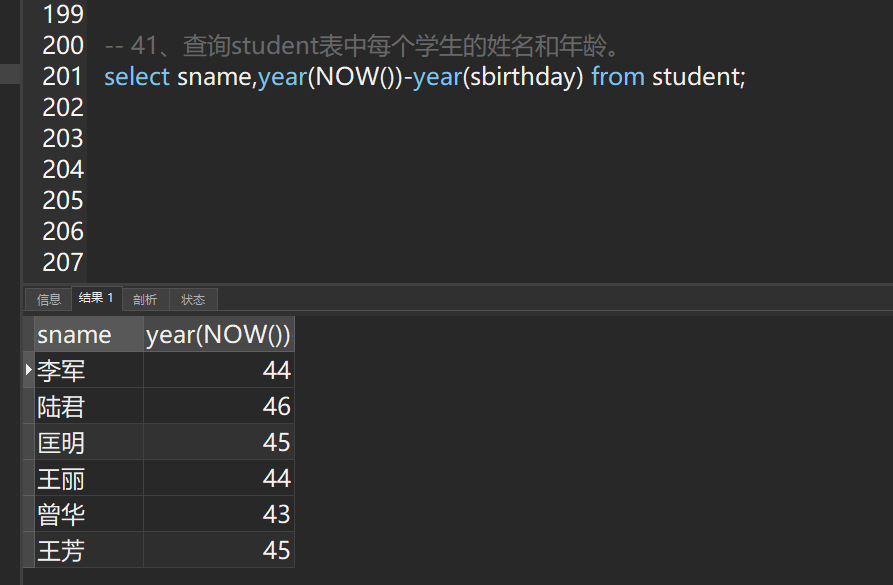 199
200 -- 41、查询student表中每个学生的姓名和年龄。
201 select sname,year(NOW())-year(sbirthday) from student;
202
203
204
205
206
207
信息 结果 1 剖析 状态
sname year(NOW())
李军 44
陆君 46
匡明 45
王丽 44
曾华 43
王芳 45